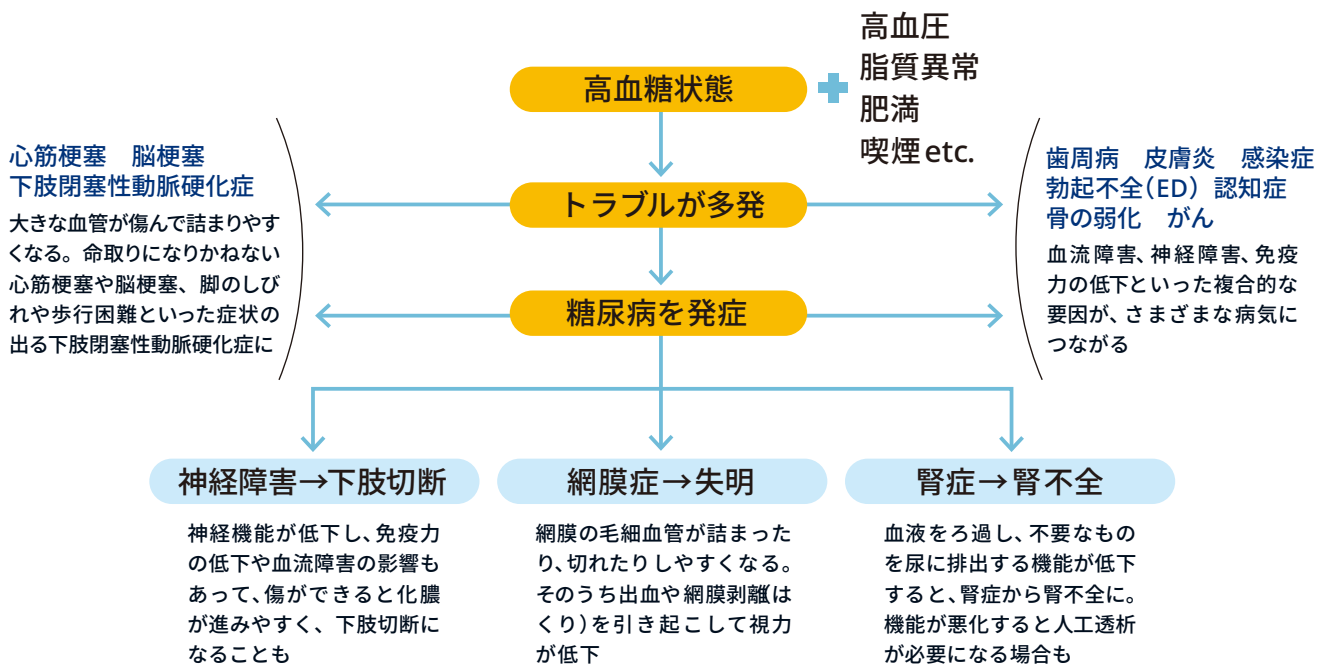 高血糖状態
高血圧
脂質異常
肥満
喫煙etc.
トラブルが多発
糖尿病を発症
心筋梗塞 脳梗塞
下肢閉塞性動脈硬化症
大きな血管が傷んで詰まりやす
くなる。命取りになりかねない
心筋梗塞や脳梗塞、脚のしび
れや歩行困難といった症状の
出る下肢閉塞性動脈硬化症に
歯周病 皮膚炎 感染症
勃起不全(ED) 認知症
骨の弱化 がん
血流障害、神経障害、免疫
力の低下といった複合的な
要因が、さまざまな病気に
つながる
神経障害→下肢切断
神経機能が低下し、免疫力
の低下や血流障害の影響も
あって、傷ができると化膿
が進みやすく、下肢切断に
なることも
網膜症→失明
網膜の毛細血管が詰まった
り、切れたりしやすくなる。
そのうち出血や網膜剥離(は
くり)を引き起こして視力
が低下
腎症→腎不全
血液をろ過し、不要なもの
を尿に排出する機能が低下
すると、腎症から腎不全に。
機能が悪化すると人工透析
が必要になる場合も